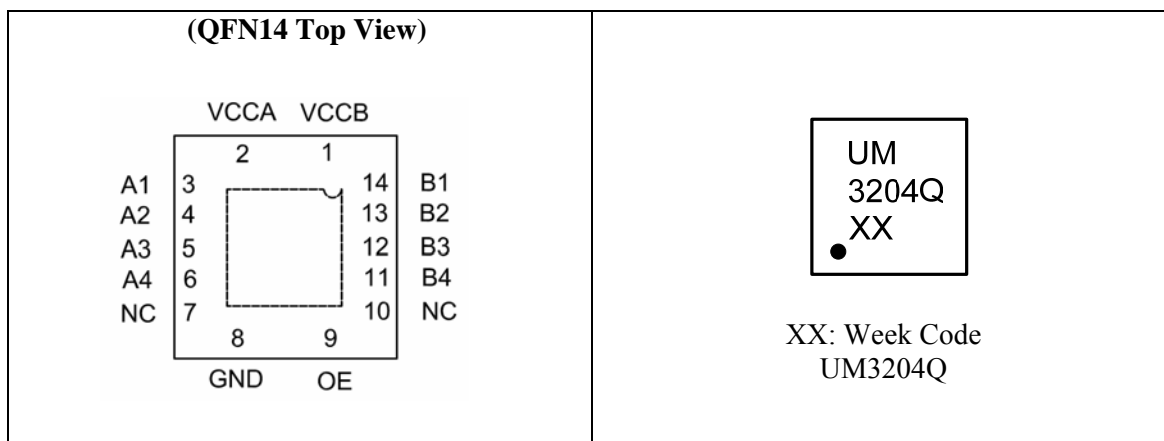 (QFN14 Top View)
VCCA VCCB
2 1
A1 3 14 B1
A2 4 13 B2
A3 5 12 B3
A4 6 11 B4
NC 7 10 NC
8 9
GND OE
UM
3204Q
XX
XX: Week Code
UM3204Q